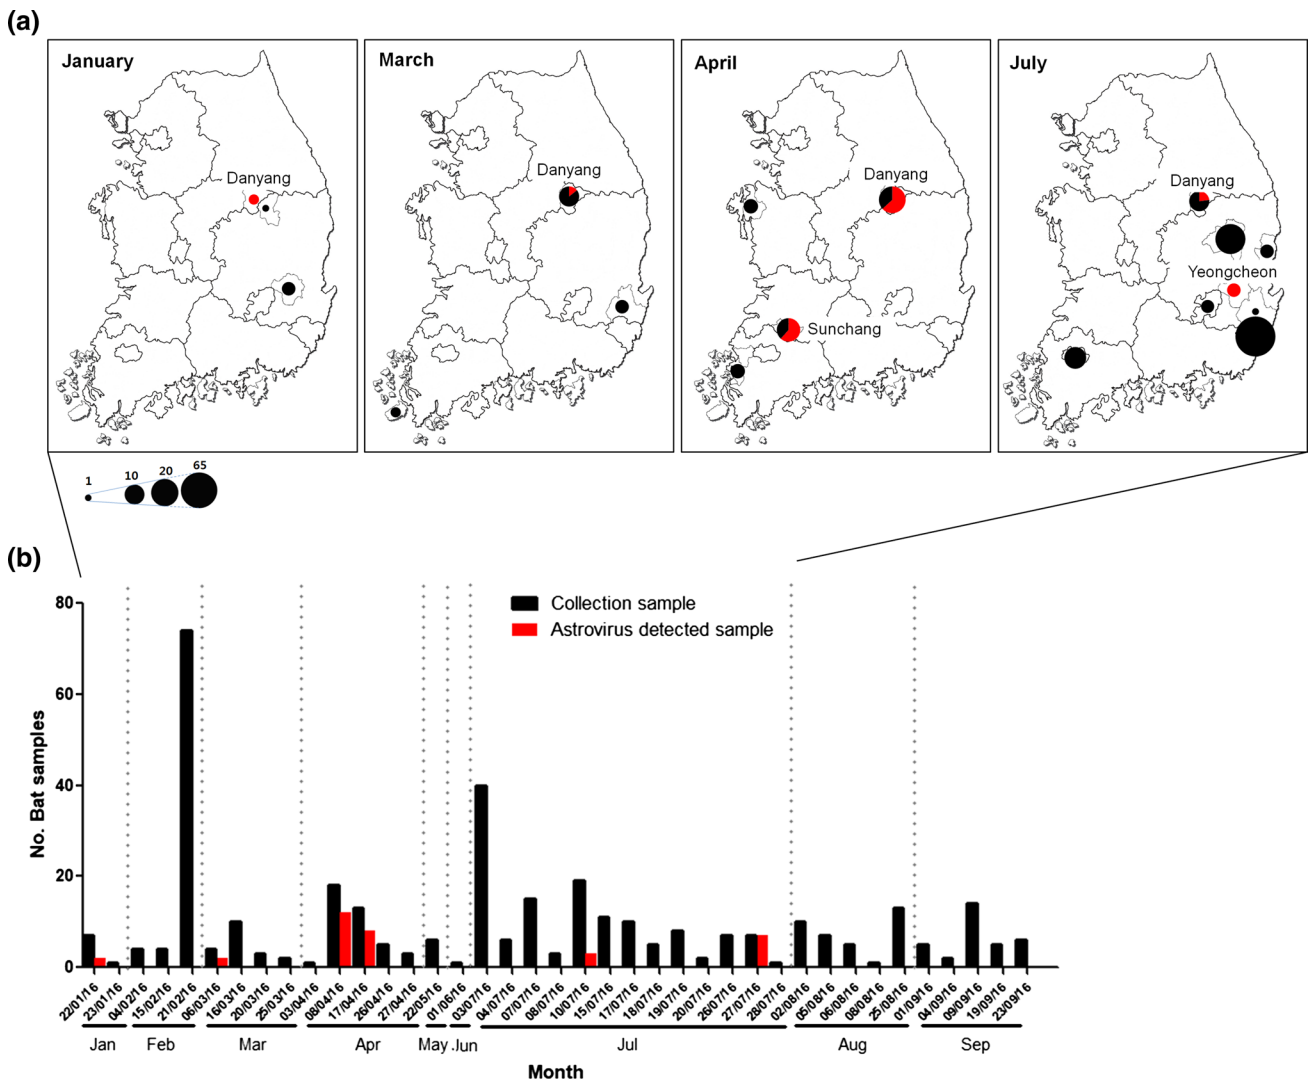 (a)
January
March
April
July
Danyang
Danyang
Danyang
Danyang
Yeongcheon
Sunchang
1
10
20
65
(b)
Collection sample
Astrovirus detected sample
No. Bat samples
80
60
40
20
0
22/01/16
23/01/16
04/02/16
15/02/16
21/02/16
06/03/16
16/03/16
20/03/16
25/03/16
03/04/16
08/04/16
17/04/16
26/04/16
27/04/16
22/05/16
01/06/16
03/07/16
04/07/16
07/07/16
08/07/16
10/07/16
15/07/16
17/07/16
18/07/16
19/07/16
20/07/16
26/07/16
27/07/16
28/07/16
02/08/16
05/08/16
06/08/16
08/08/16
25/08/16
01/09/16
04/09/16
09/09/16
19/09/16
23/09/16
Jan
Feb
Mar
Apr
May
Jun
Jul
Aug
Sep
Month